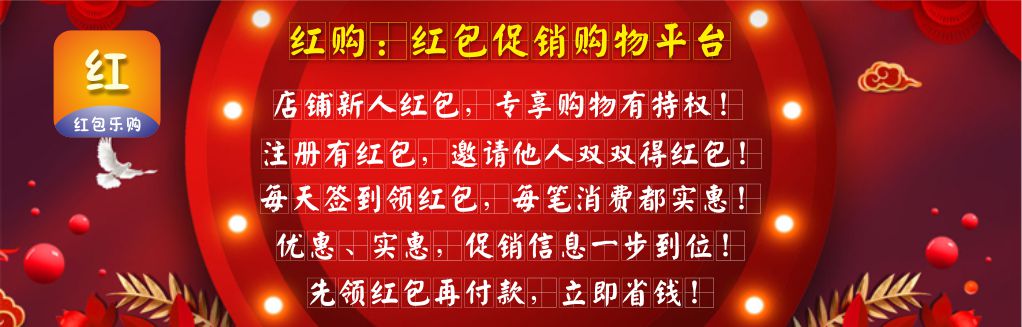 红购：红包促销购物平台
红
红包乐购
店铺新人红包，专享购物有特权！
注册有红包，邀请他人双双得红包！
每天签到领红包，每笔消费都实惠！
优惠、实惠，促销信息一步到位！
先领红包再付款，立即省钱！